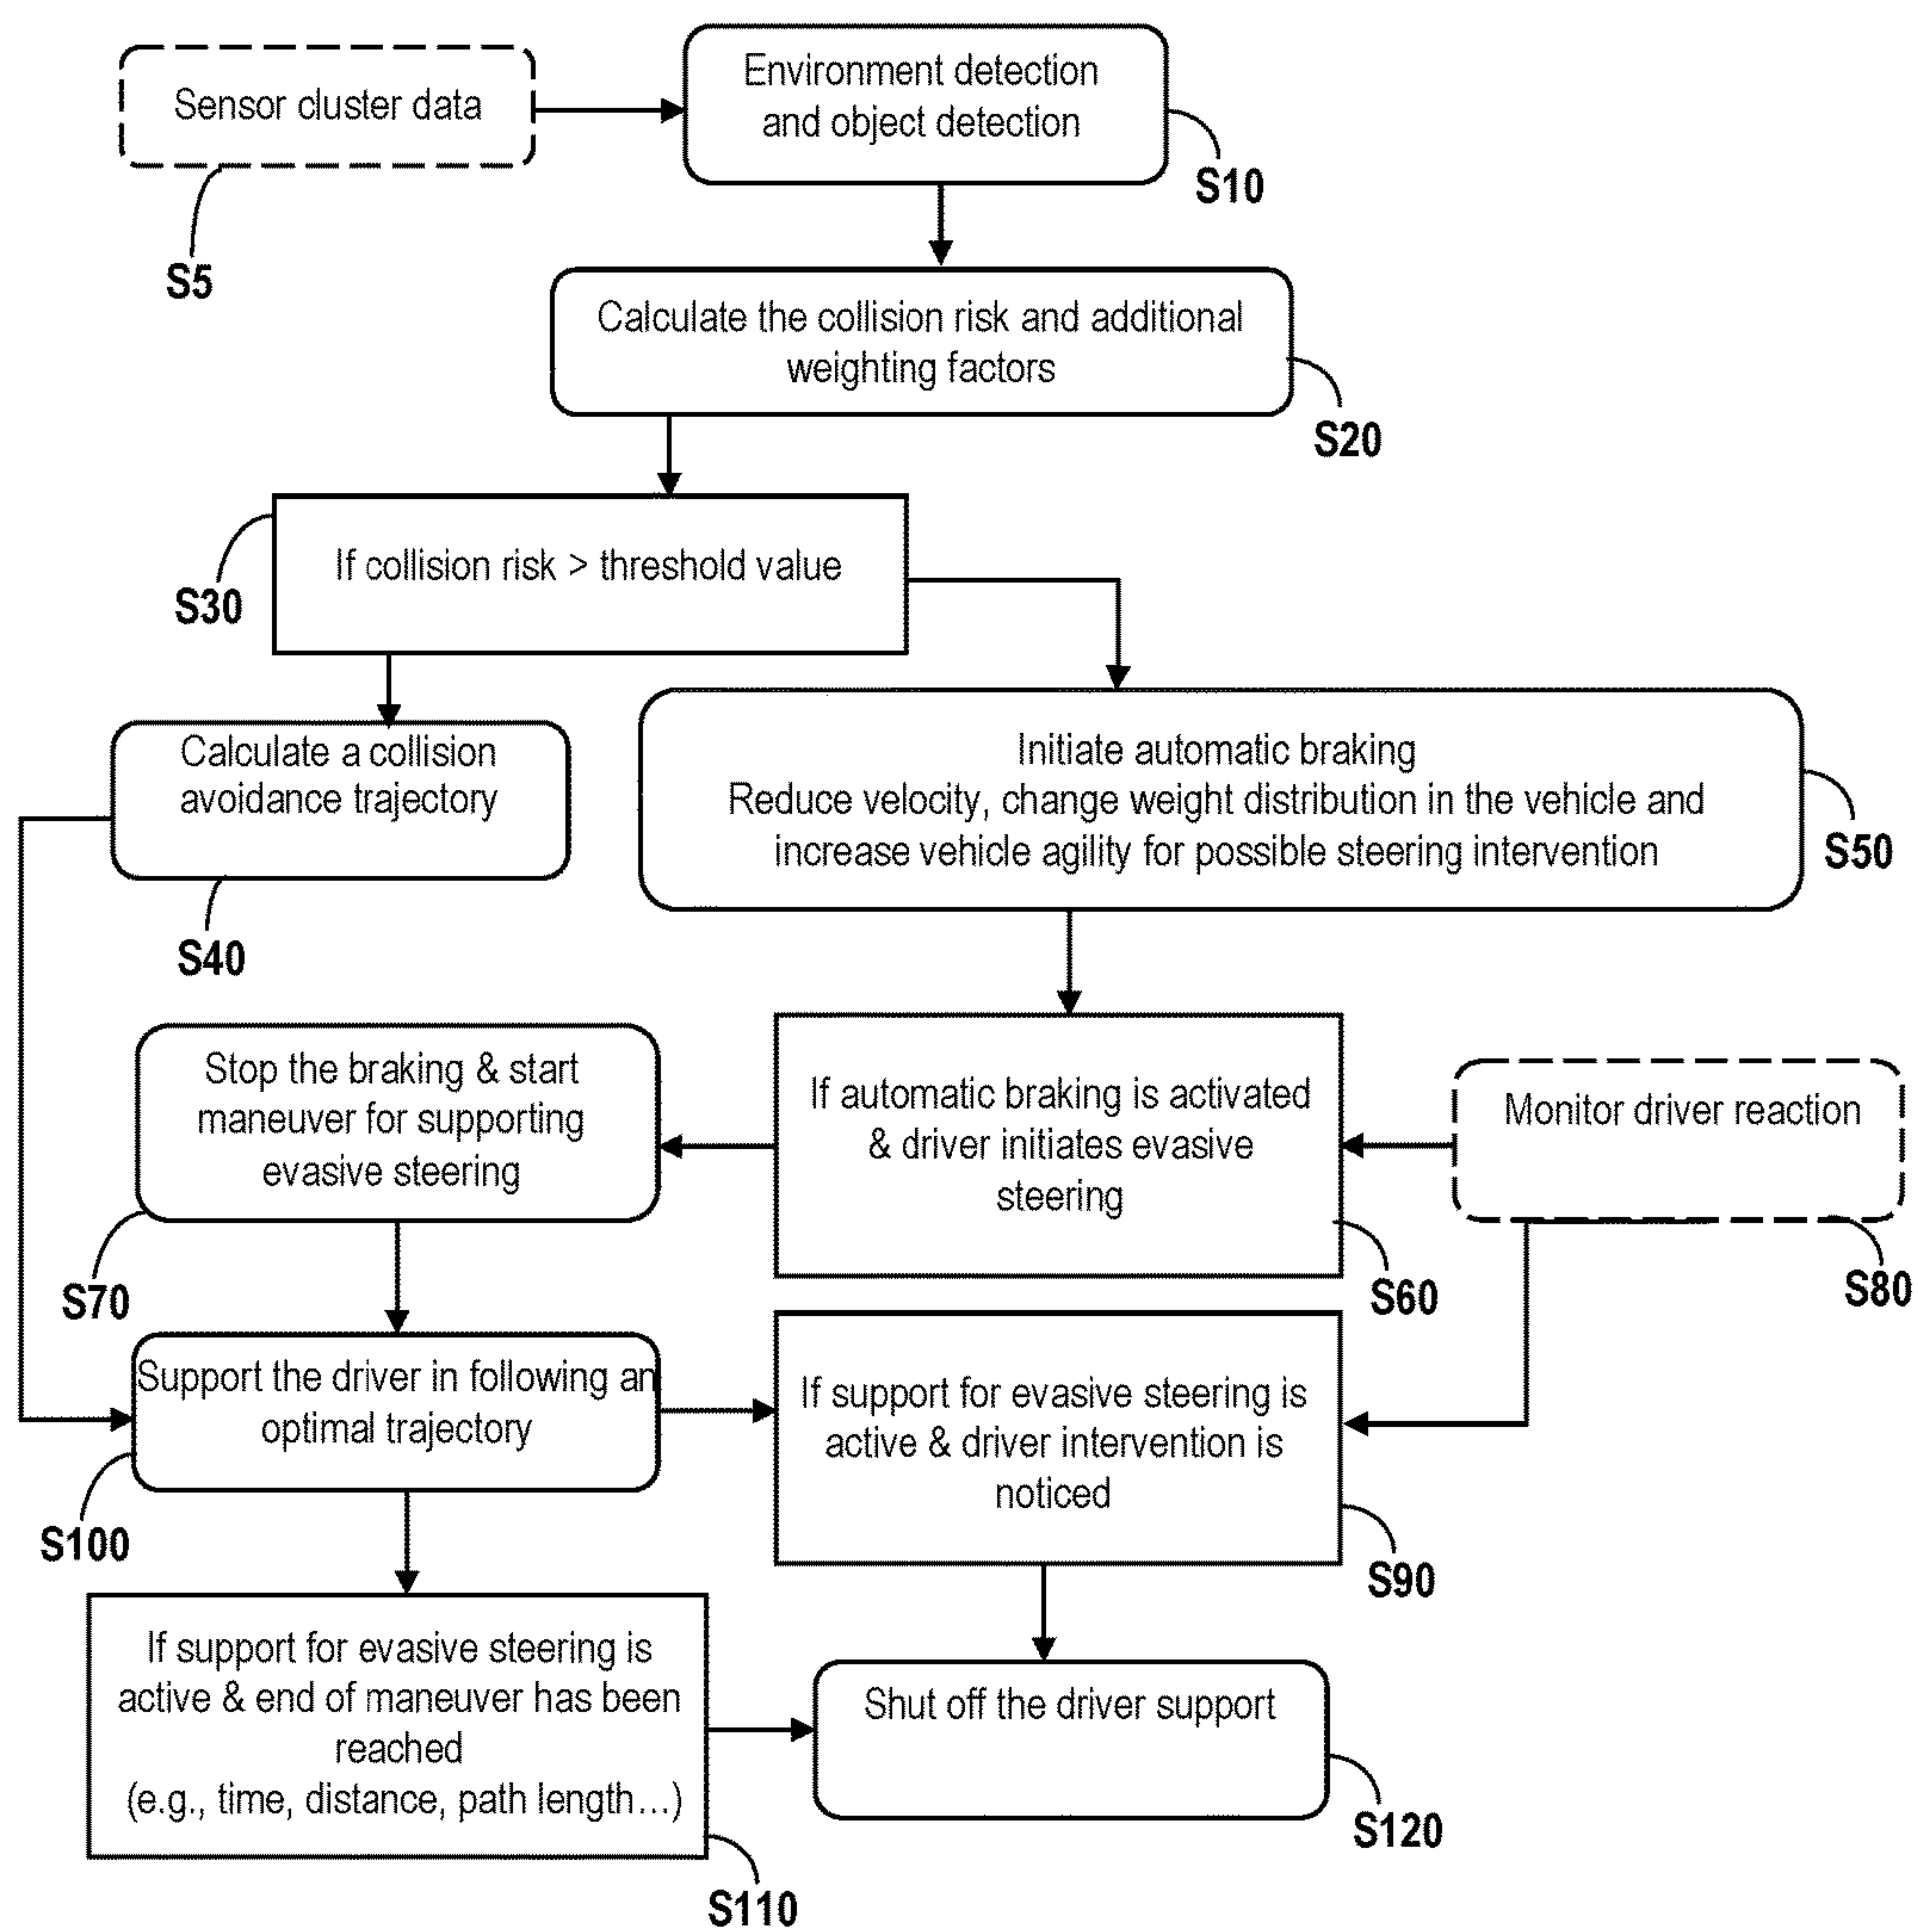 Sensor cluster data
S5
Environment detection
and object detection
S10
Calculate the collision risk and additional
weighting factors
S20
If collision risk > threshold value
S30
Calculate a collision
avoidance trajectory
S40
Initiate automatic braking
Reduce velocity, change weight distribution in the vehicle and
increase vehicle agility for possible steering intervention
S50
Stop the braking & start
maneuver for supporting
evasive steering
S70
If automatic braking is activated
& driver initiates evasive
steering
S60
Monitor driver reaction
S80
Support the driver in following an
optimal trajectory
S100
If support for evasive steering is
active & driver intervention is
noticed
S90
If support for evasive steering is
active & end of maneuver has been
reached
(e.g., time, distance, path length...)
S110
Shut off the driver support
S120